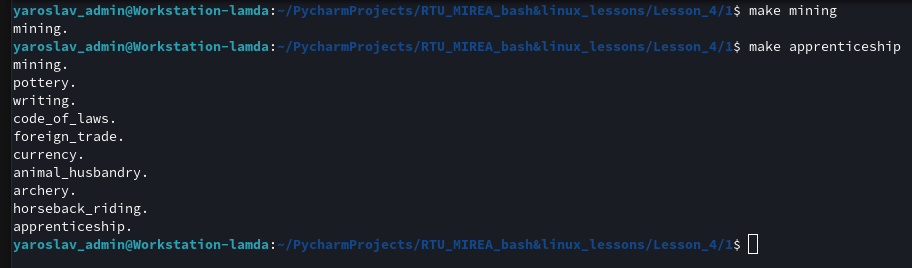 yaroslav_admin@Workstation-lamda:~/PycharmProjects/RTU_MIREA_bash&linux_lessons/Lesson_4/1$ make mining
mining.
yaroslav_admin@Workstation-lamda:~/PycharmProjects/RTU_MIREA_bash&linux_lessons/Lesson_4/1$ make apprenticeship
mining.
pottery.
writing.
code_of_laws.
foreign_trade.
currency.
animal_husbandry.
archery.
horseback_riding.
apprenticeship.
yaroslav_admin@Workstation-lamda:~/PycharmProjects/RTU_MIREA_bash&linux_lessons/Lesson_4/1$